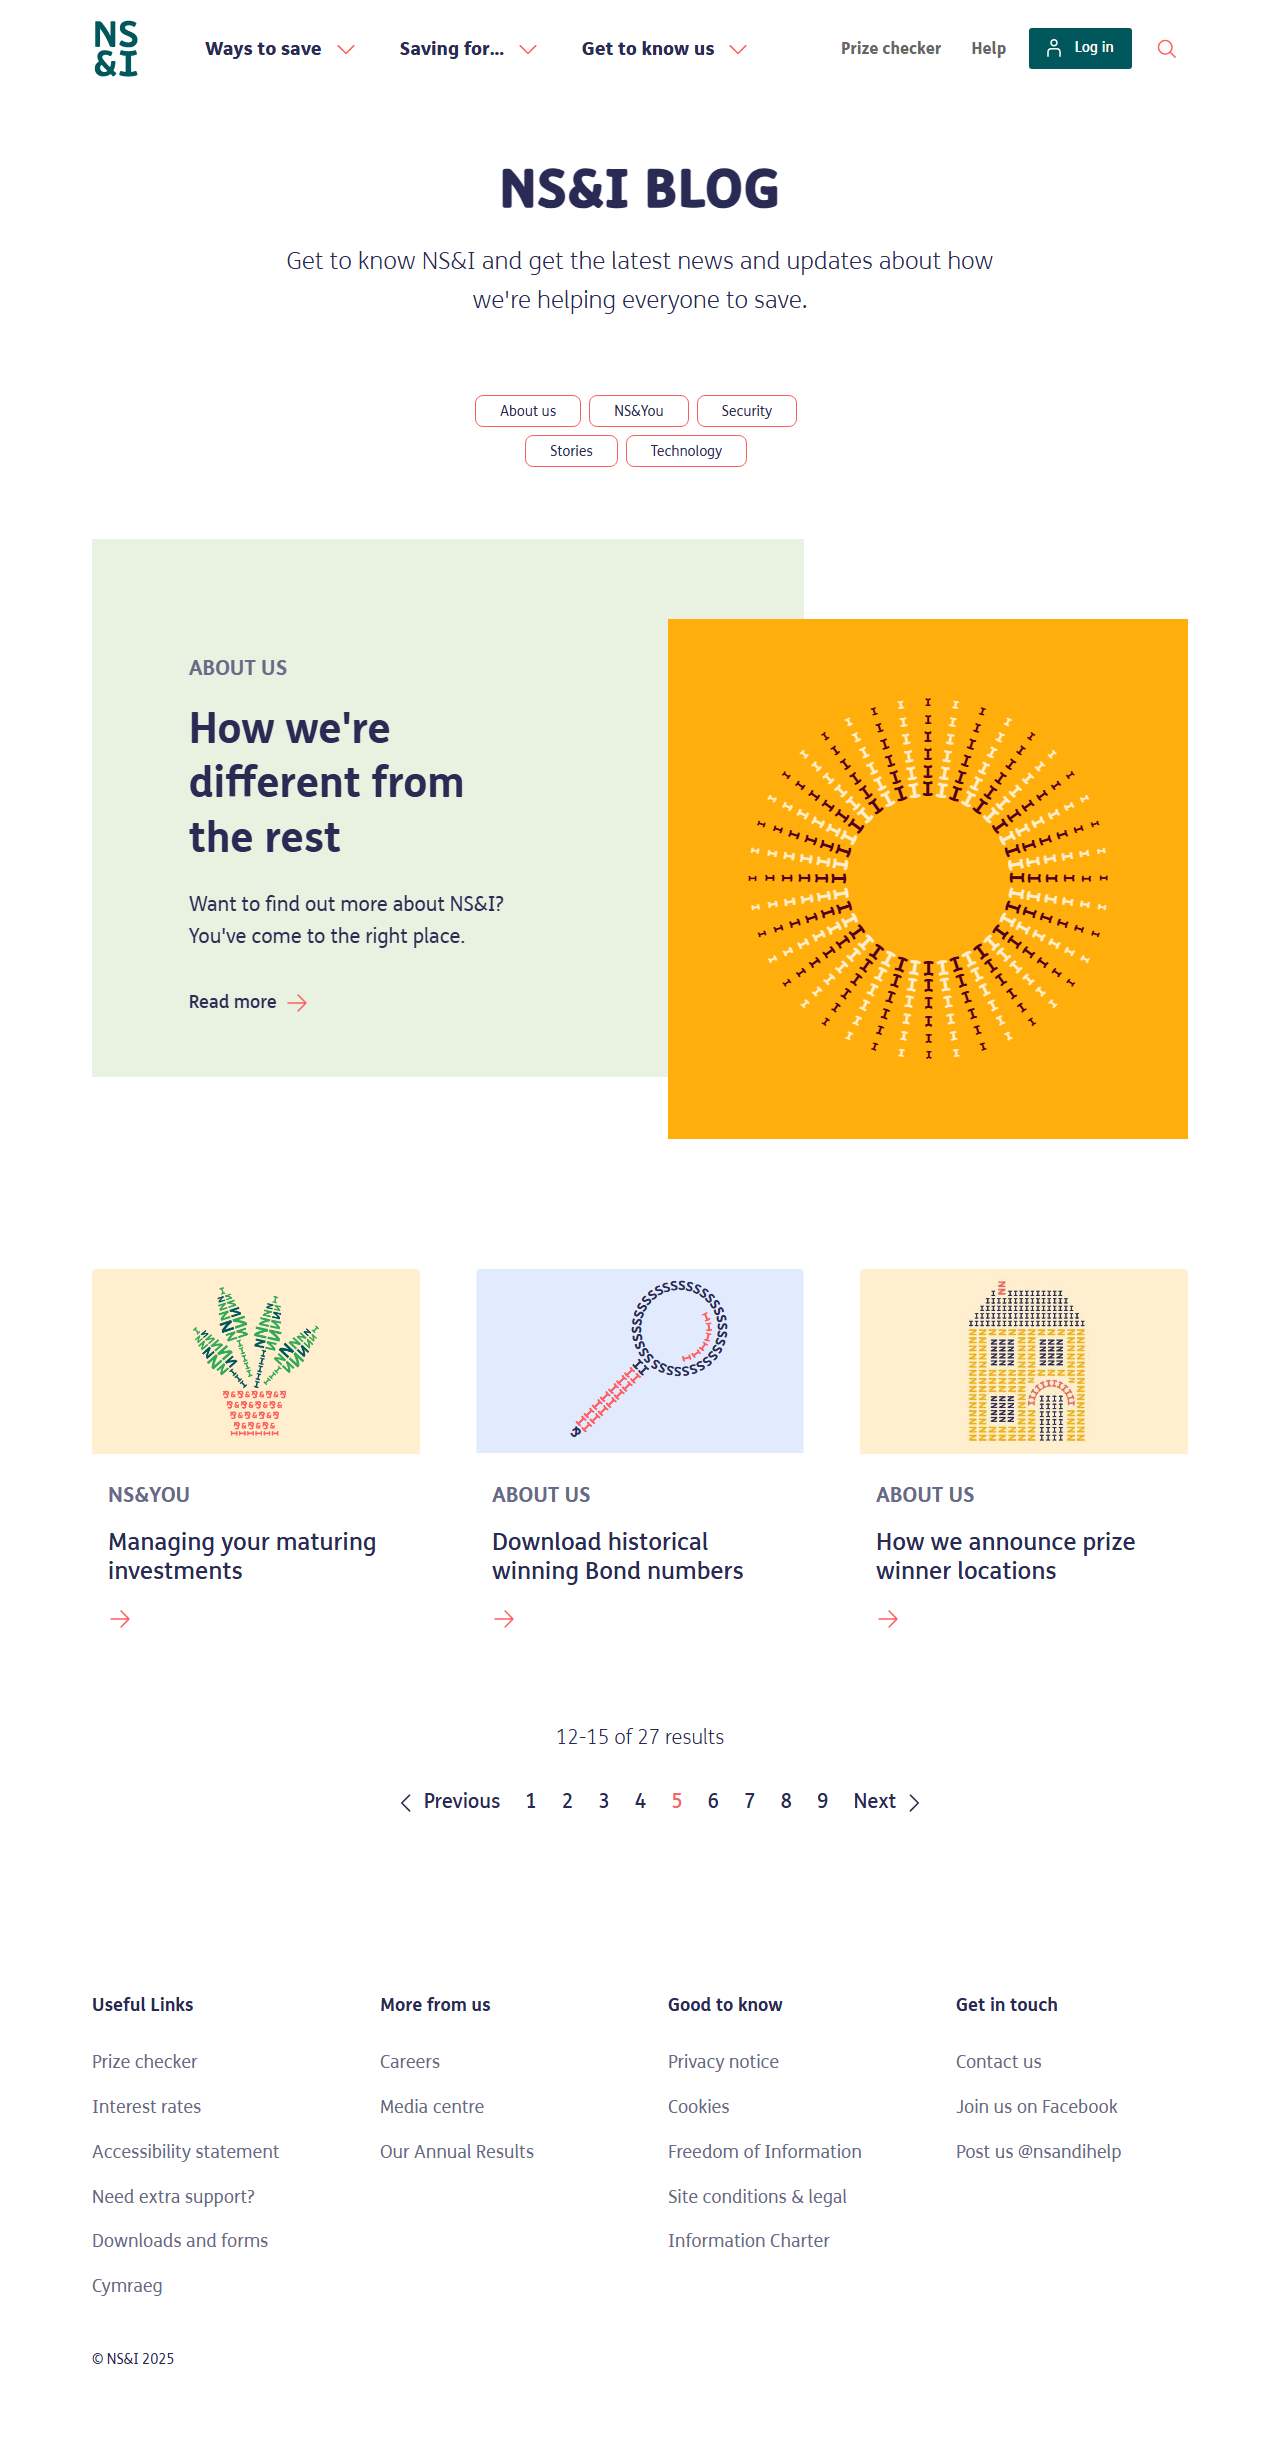 NS
&I
Ways to save
Saving for...
Get to know us
Prize checker
Help
Log in
NS&I BLOG
Get to know NS&I and get the latest news and updates about how
we're helping everyone to save.
About us
NS&You
Security
Stories
Technology
ABOUT US
How we're
different from
the rest
Want to find out more about NS&I?
You've come to the right place.
Read more
NS&YOU
Managing your maturing
investments
ABOUT US
Download historical
winning Bond numbers
ABOUT US
How we announce prize
winner locations
12-15 of 27 results
Previous 1 2 3 4 5 6 7 8 9 Next
Useful Links
Prize checker
Interest rates
Accessibility statement
Need extra support?
Downloads and forms
Cymraeg
More from us
Careers
Media centre
Our Annual Results
Good to know
Privacy notice
Cookies
Freedom of Information
Site conditions & legal
Information Charter
Get in touch
Contact us
Join us on Facebook
Post us @nsandihelp
© NS&I 2025